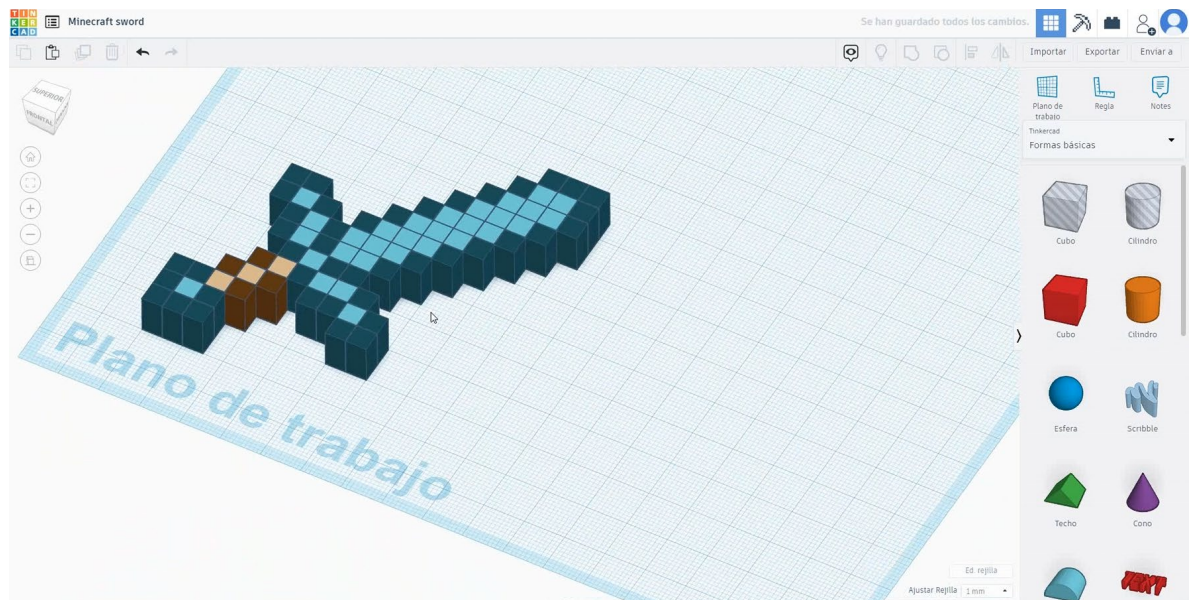 TIN
KER
CAD
Minecraft sword
Se han guardado todos los cambios.
Importar
Exportar
Enviar a
SUPERIOR
FRONTAL
Plano de
trabajo
Regla
Notes
Tinkercad
Formas básicas
Cubo
Cilindro
Cubo
Cilindro
Esfera
Scribble
Techo
Cono
TEXT
Plano de trabajo
Ed. rejilla
Ajustar Rejilla
1 mm